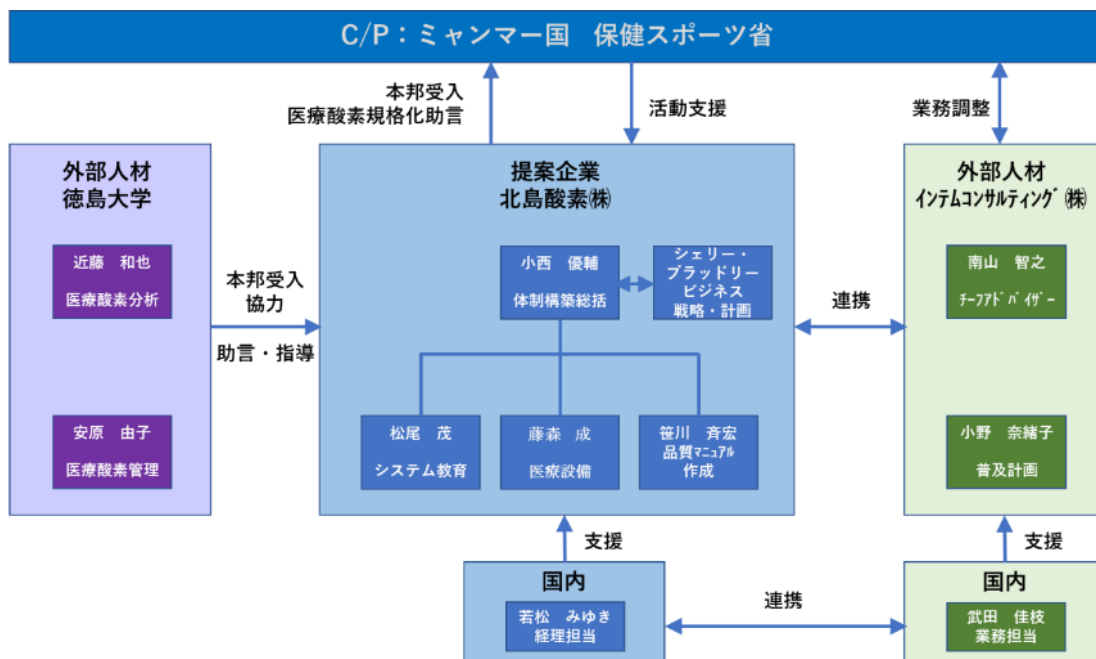 C/P：ミャンマー国　保健スポーツ省
本邦受入
医療酸素規格化助言
活動支援
業務調整
外部人材
徳島大学
近藤　和也
医療酸素分析
安原　由子
医療酸素管理
本邦受入
協力
助言・指導
提案企業
北島酸素㈱
小西　優輔
体制構築総括
シェリー・
ブラッドリー
ビジネス
戦略・計画
松尾　茂
システム教育
藤森　成
医療設備
笹川　斉宏
品質ﾏﾆｭｱﾙ
作成
連携
外部人材
ｲﾝﾃﾑｺﾝｻﾙﾃｨﾝｸﾞ㈱
南山　智之
ﾁｰﾌｱﾄﾞﾊﾞｲｻﾞｰ
小野　奈緒子
普及計画
支援
支援
国内
若松　みゆき
経理担当
連携
国内
武田　佳枝
業務担当